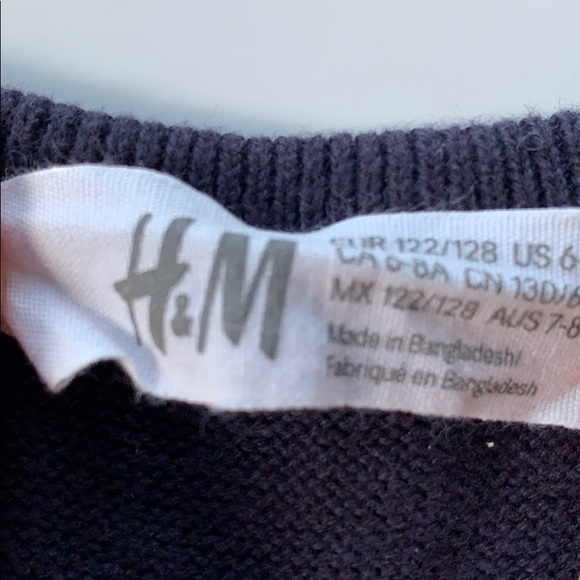 H&M
EUR 122/128 US 6-
CA 6-8A CN 130/6
MX 122/128 AUS 7-8
Made in Bangladesh/
Fabriqué en Bangladesh